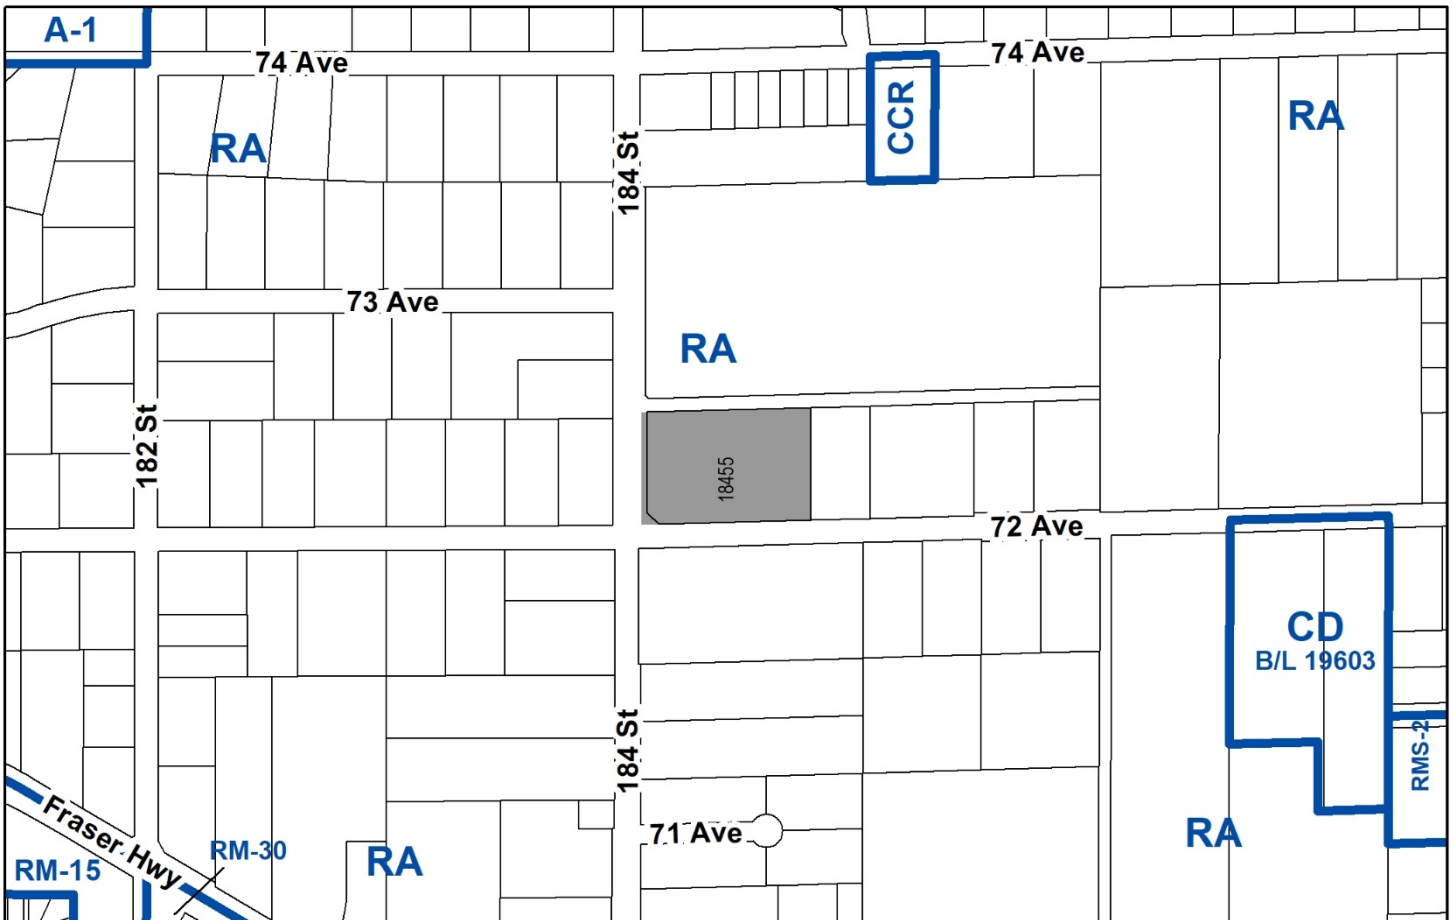 A-1
74 Ave
74 Ave
CCR
RA
RA
184 St
73 Ave
RA
182 St
18455
72 Ave
CD
B/L 19603
RMS-2
184 St
71 Ave
RA
Fraser Hwy
RM-30
RA
RM-15